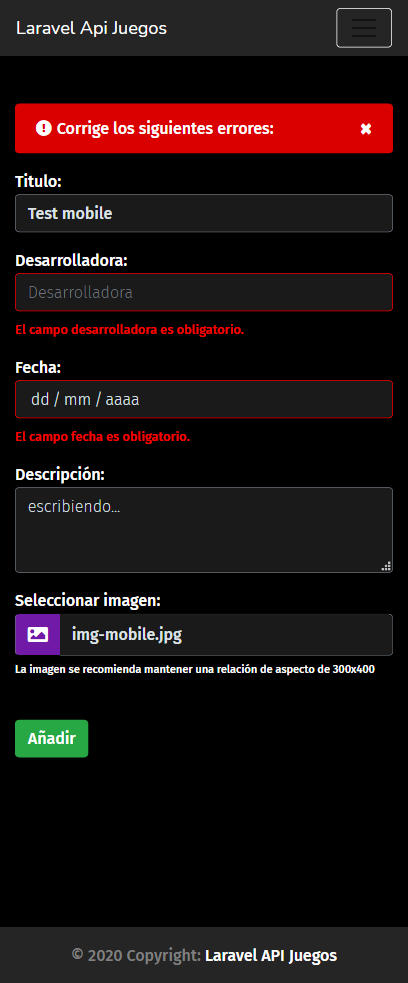 Laravel Api Juegos
Corrige los siguientes errores:
Titulo:
Test mobile
Desarrolladora:
Desarrolladora
El campo desarrolladora es obligatorio.
Fecha:
dd / mm / aaaa
El campo fecha es obligatorio.
Descripción:
escribiendo...
Seleccionar imagen:
img-mobile.jpg
La imagen se recomienda mantener una relación de aspecto de 300x400
Añadir
© 2020 Copyright: Laravel API Juegos